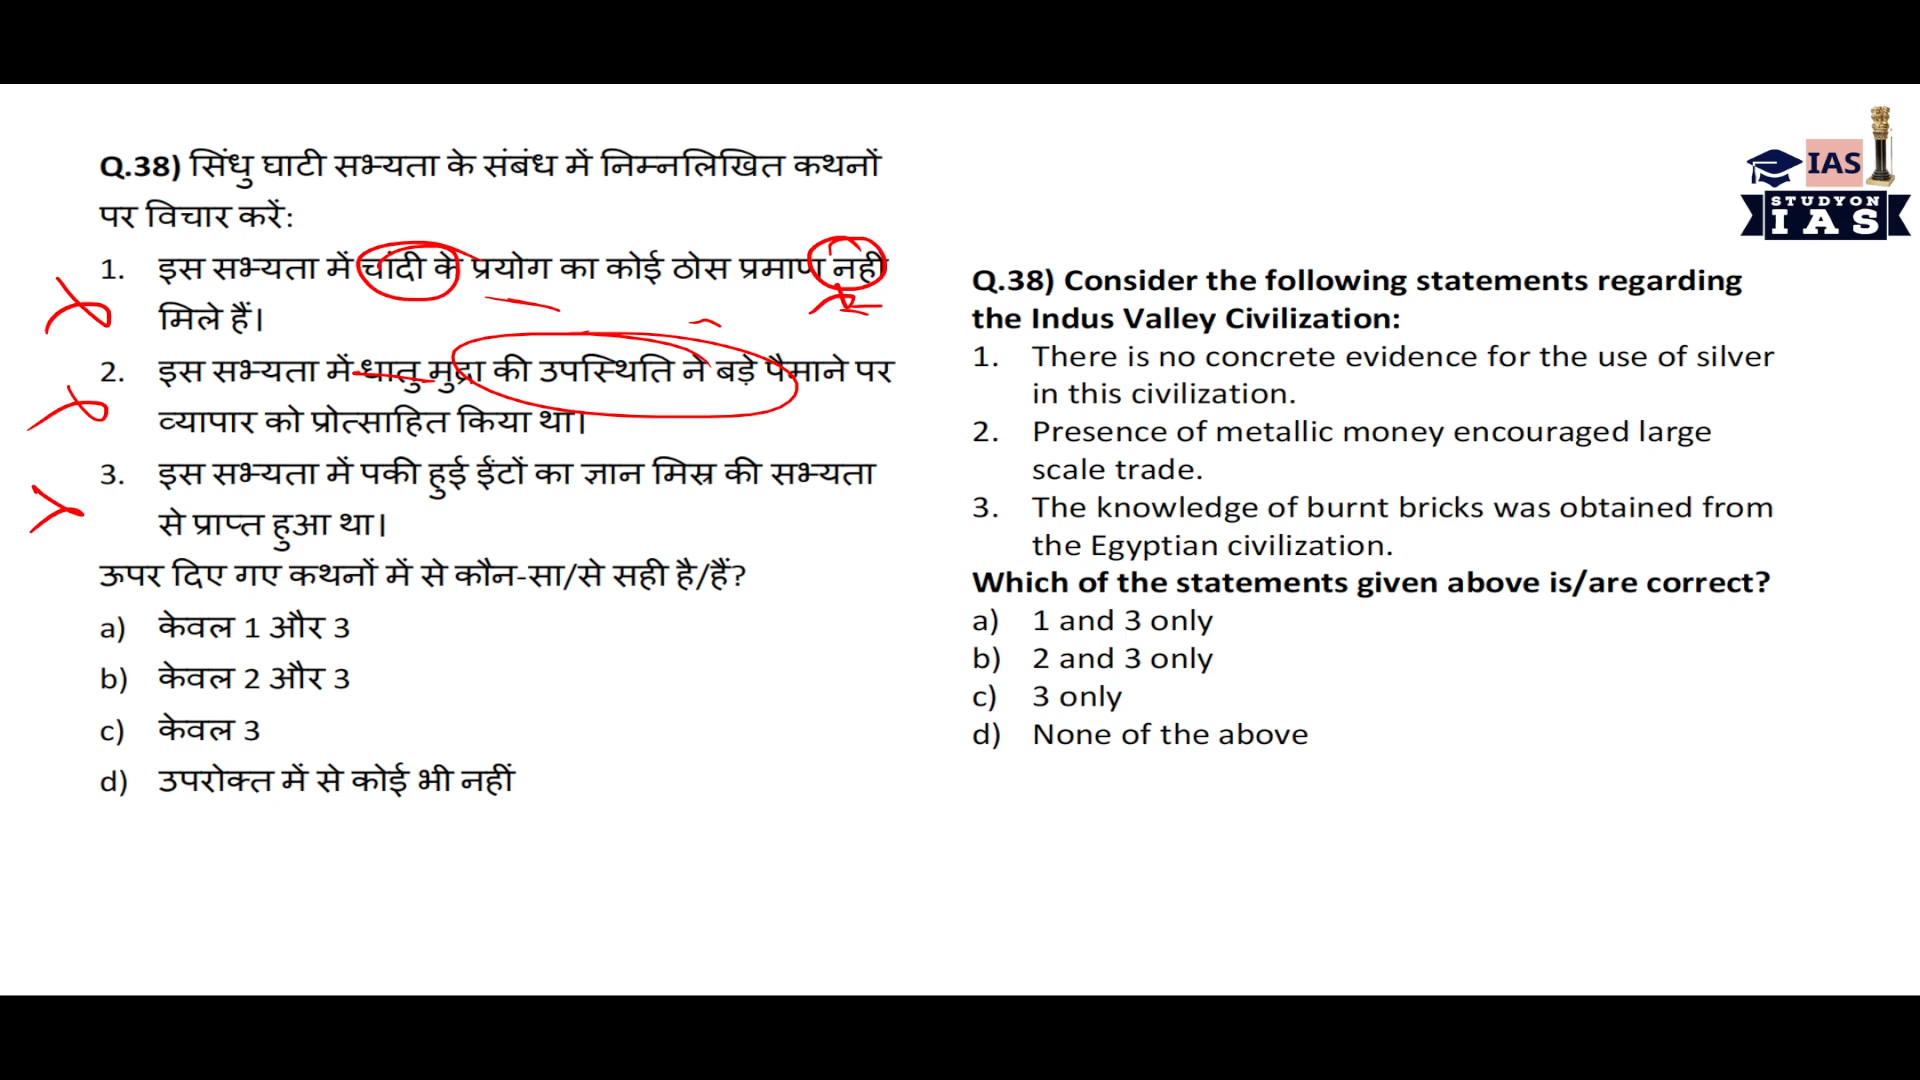 Q.38) सिंधु घाटी सभ्यता के संबंध में निम्नलिखित कथनों
पर विचार करें:
1. इस सभ्यता में चांदी के प्रयोग का कोई ठोस प्रमाण नहीं
मिले हैं।
2. इस सभ्यता में धातु मुद्रा की उपस्थिति ने बड़े पैमाने पर
व्यापार को प्रोत्साहित किया था।
3. इस सभ्यता में पकी हुई ईंटों का ज्ञान मिस्र की सभ्यता
से प्राप्त हुआ था।
ऊपर दिए गए कथनों में से कौन-सा/से सही है/हैं?
a) केवल 1 और 3
b) केवल 2 और 3
c) केवल 3
d) उपरोक्त में से कोई भी नहीं
IAS
STUDYON
IAS
Q.38) Consider the following statements regarding
the Indus Valley Civilization:
1. There is no concrete evidence for the use of silver
in this civilization.
2. Presence of metallic money encouraged large
scale trade.
3. The knowledge of burnt bricks was obtained from
the Egyptian civilization.
Which of the statements given above is/are correct?
a) 1 and 3 only
b) 2 and 3 only
c) 3 only
d) None of the above